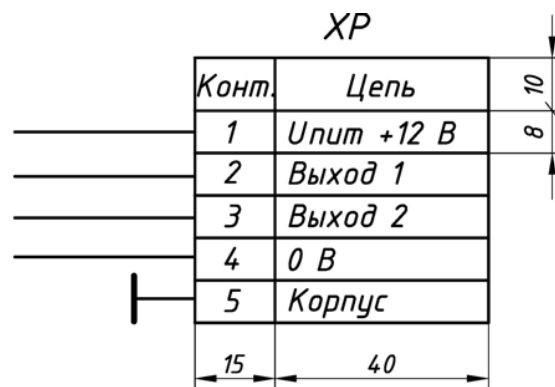 XP
Конт. Цепь 10
1 Uпит +12 В 8
2 Выход 1
3 Выход 2
4 0 В
5 Корпус
15 40